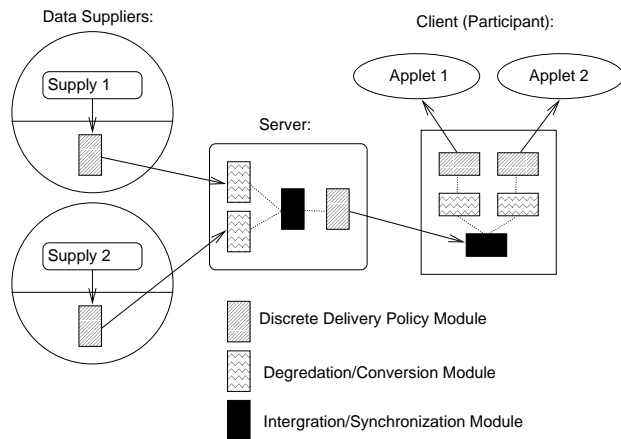 Data Suppliers:
Client (Participant):
Supply 1
Applet 1
Applet 2
Server:
Supply 2
Discrete Delivery Policy Module
Degredation/Conversion Module
Intergration/Synchronization Module